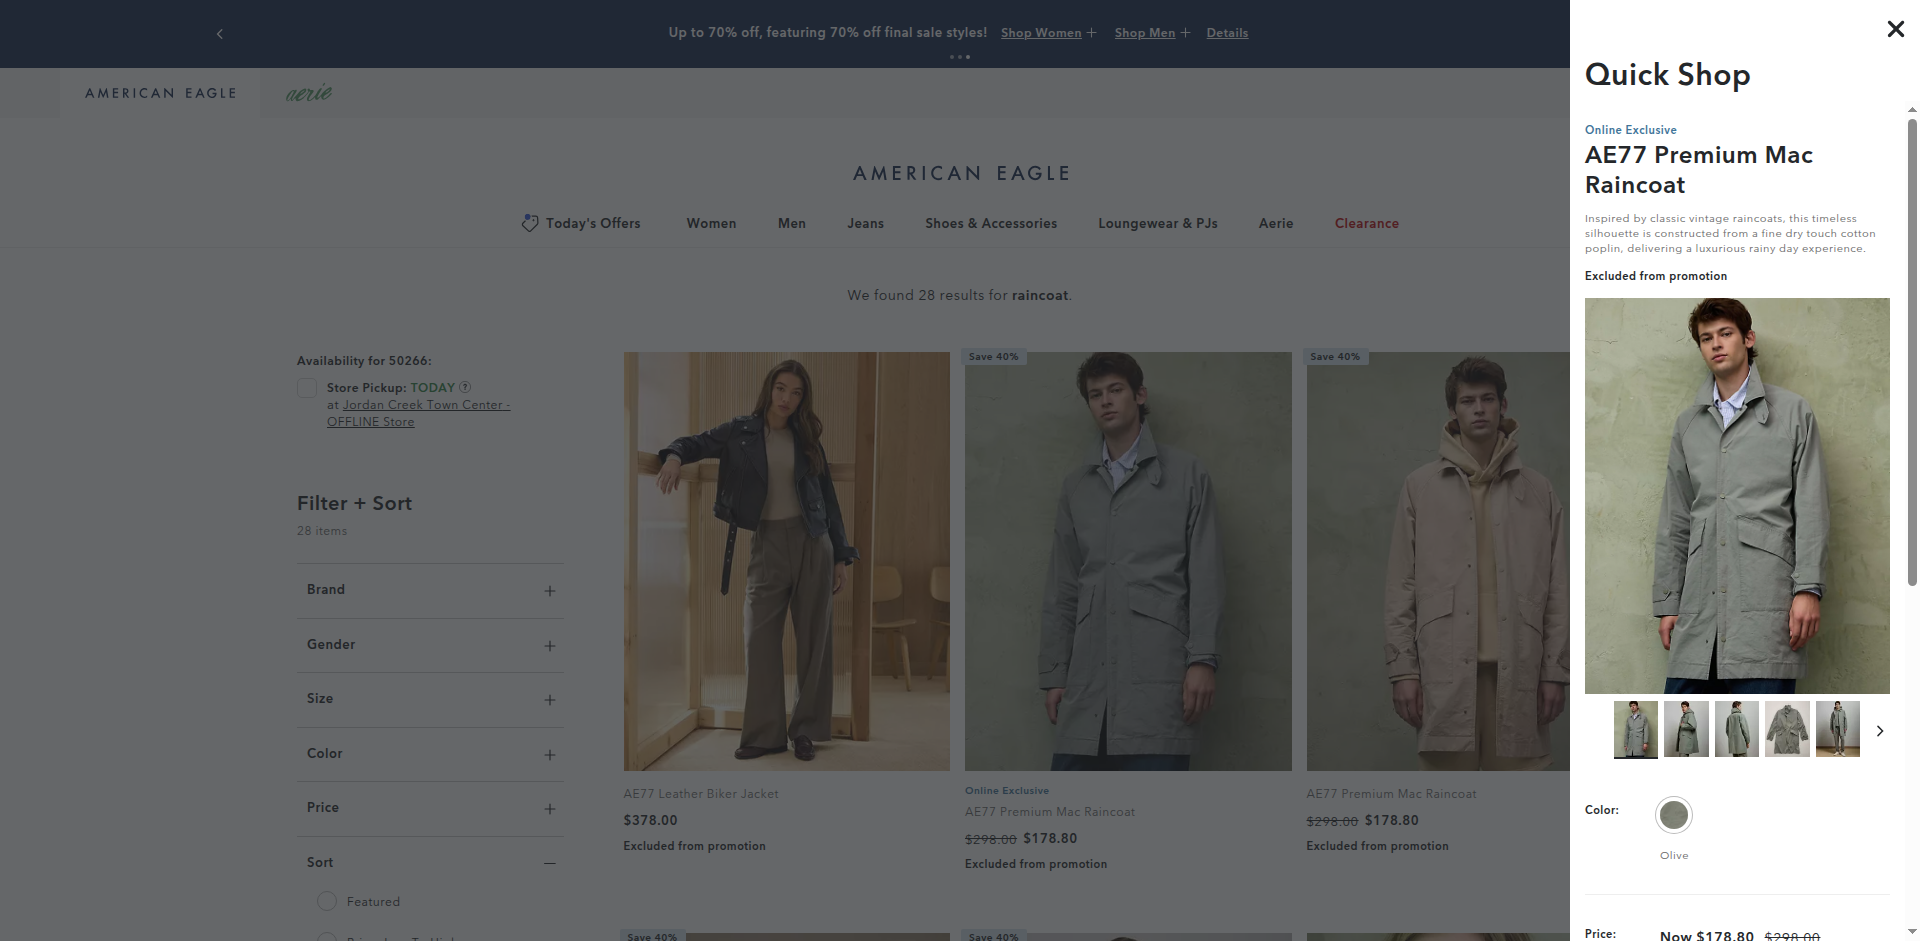 Up to 70% off, featuring 70% off final sale styles! Shop Women + Shop Men + Details
AMERICAN EAGLE
aerie
AMERICAN EAGLE
Today's Offers Women Men Jeans Shoes & Accessories Loungewear & PJs Aerie Clearance
We found 28 results for raincoat.
Availability for 50266:
Store Pickup: TODAY ?
at Jordan Creek Town Center -
OFFLINE Store
Filter + Sort
28 items
Brand
Gender
Size
Color
Price
Sort
Featured
AE77 Leather Biker Jacket
$378.00
Excluded from promotion
Save 40%
Online Exclusive
AE77 Premium Mac Raincoat
$298.00 $178.80
Excluded from promotion
Save 40%
AE77 Premium Mac Raincoat
$298.00 $178.80
Excluded from promotion
Save 40%
Save 40%
Quick Shop
Online Exclusive
AE77 Premium Mac
Raincoat
Inspired by classic vintage raincoats, this timeless
silhouette is constructed from a fine dry touch cotton
poplin, delivering a luxurious rainy day experience.
Excluded from promotion
Color:
Olive
Price: Now $178.80 $298.00